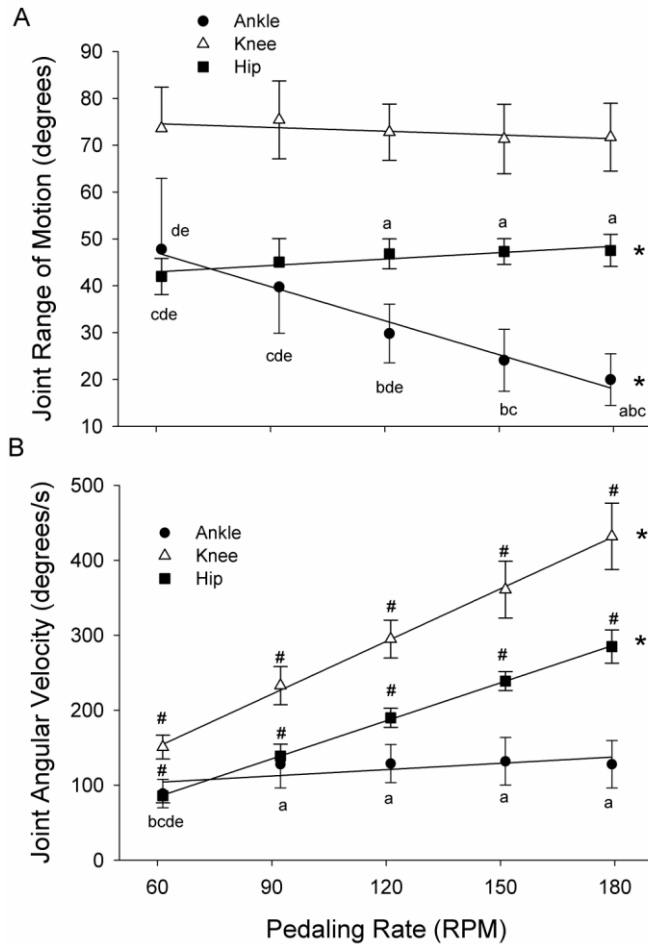 A
Ankle
Knee
Hip
Joint Range of Motion (degrees)
90
80
70
60
50
40
30
20
10
de
a
a
a
*
cde
cde
bde
bc
abc
*
B
Joint Angular Velocity (degrees/s)
500
400
300
200
100
0
Ankle
Knee
Hip
#
#
#
#
#
*
#
#
#
#
#
*
bcde
a
a
a
a
60
90
120
150
180
Pedaling Rate (RPM)